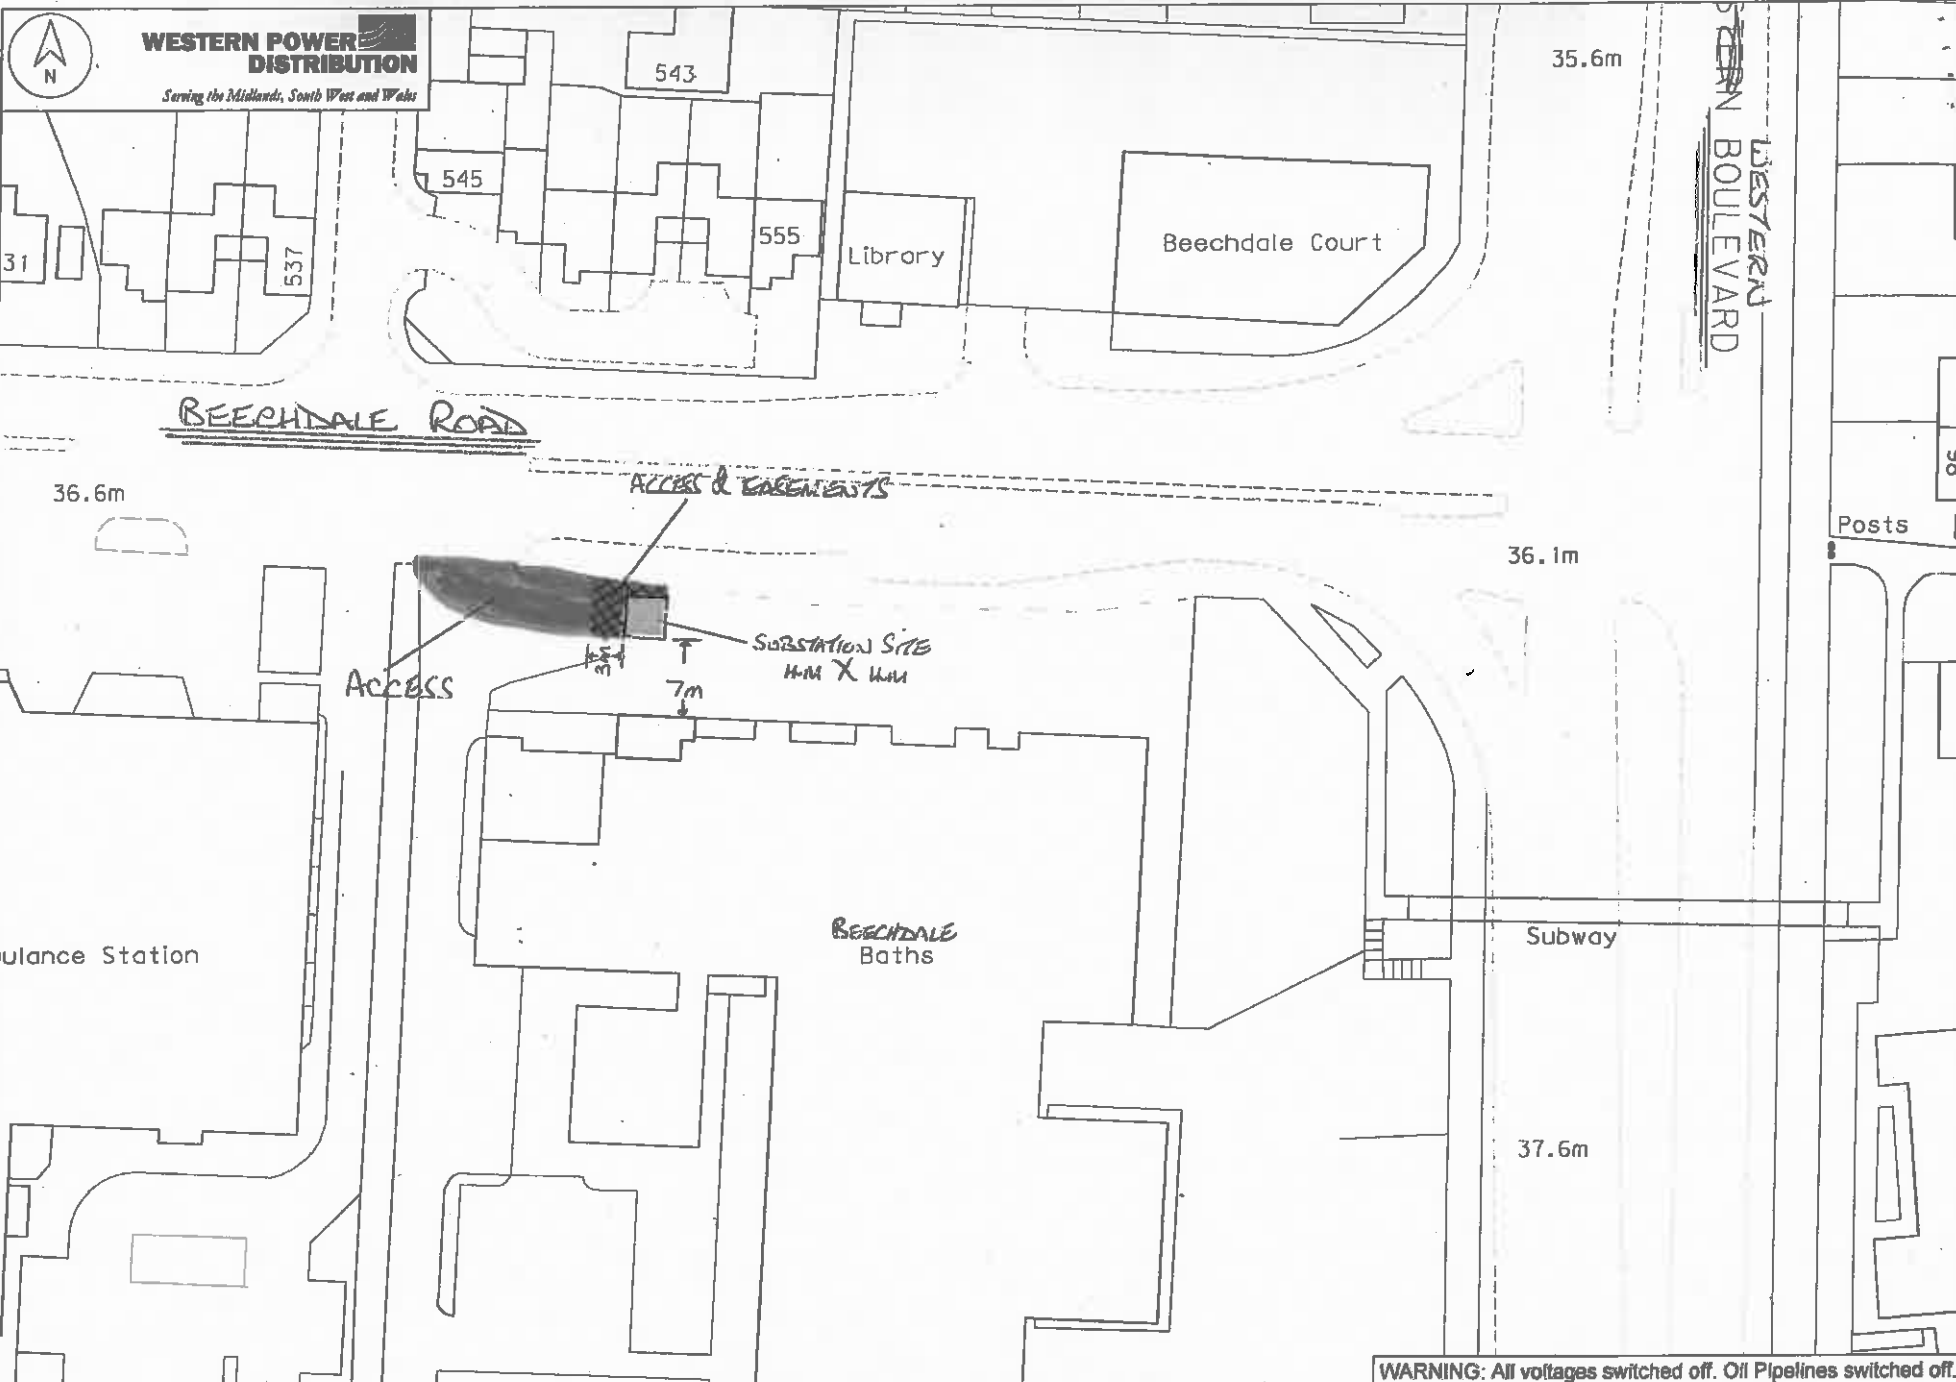 N
WESTERN POWER
DISTRIBUTION
Serving the Midlands, South West and Wales
543
545
555
537
31
Library
Beechdale Court
35.6m
BOULEVARD
WESTERN
BEECHDALE ROAD
36.6m
ACCESS & EASEMENTS
36.1m
Posts
96
ACCESS
3m
7m
SUBSTATION SITE
4m X 4m
BEECHDALE
Baths
ulance Station
Subway
37.6m
WARNING: All voltages switched off. Oil Pipelines switched off.